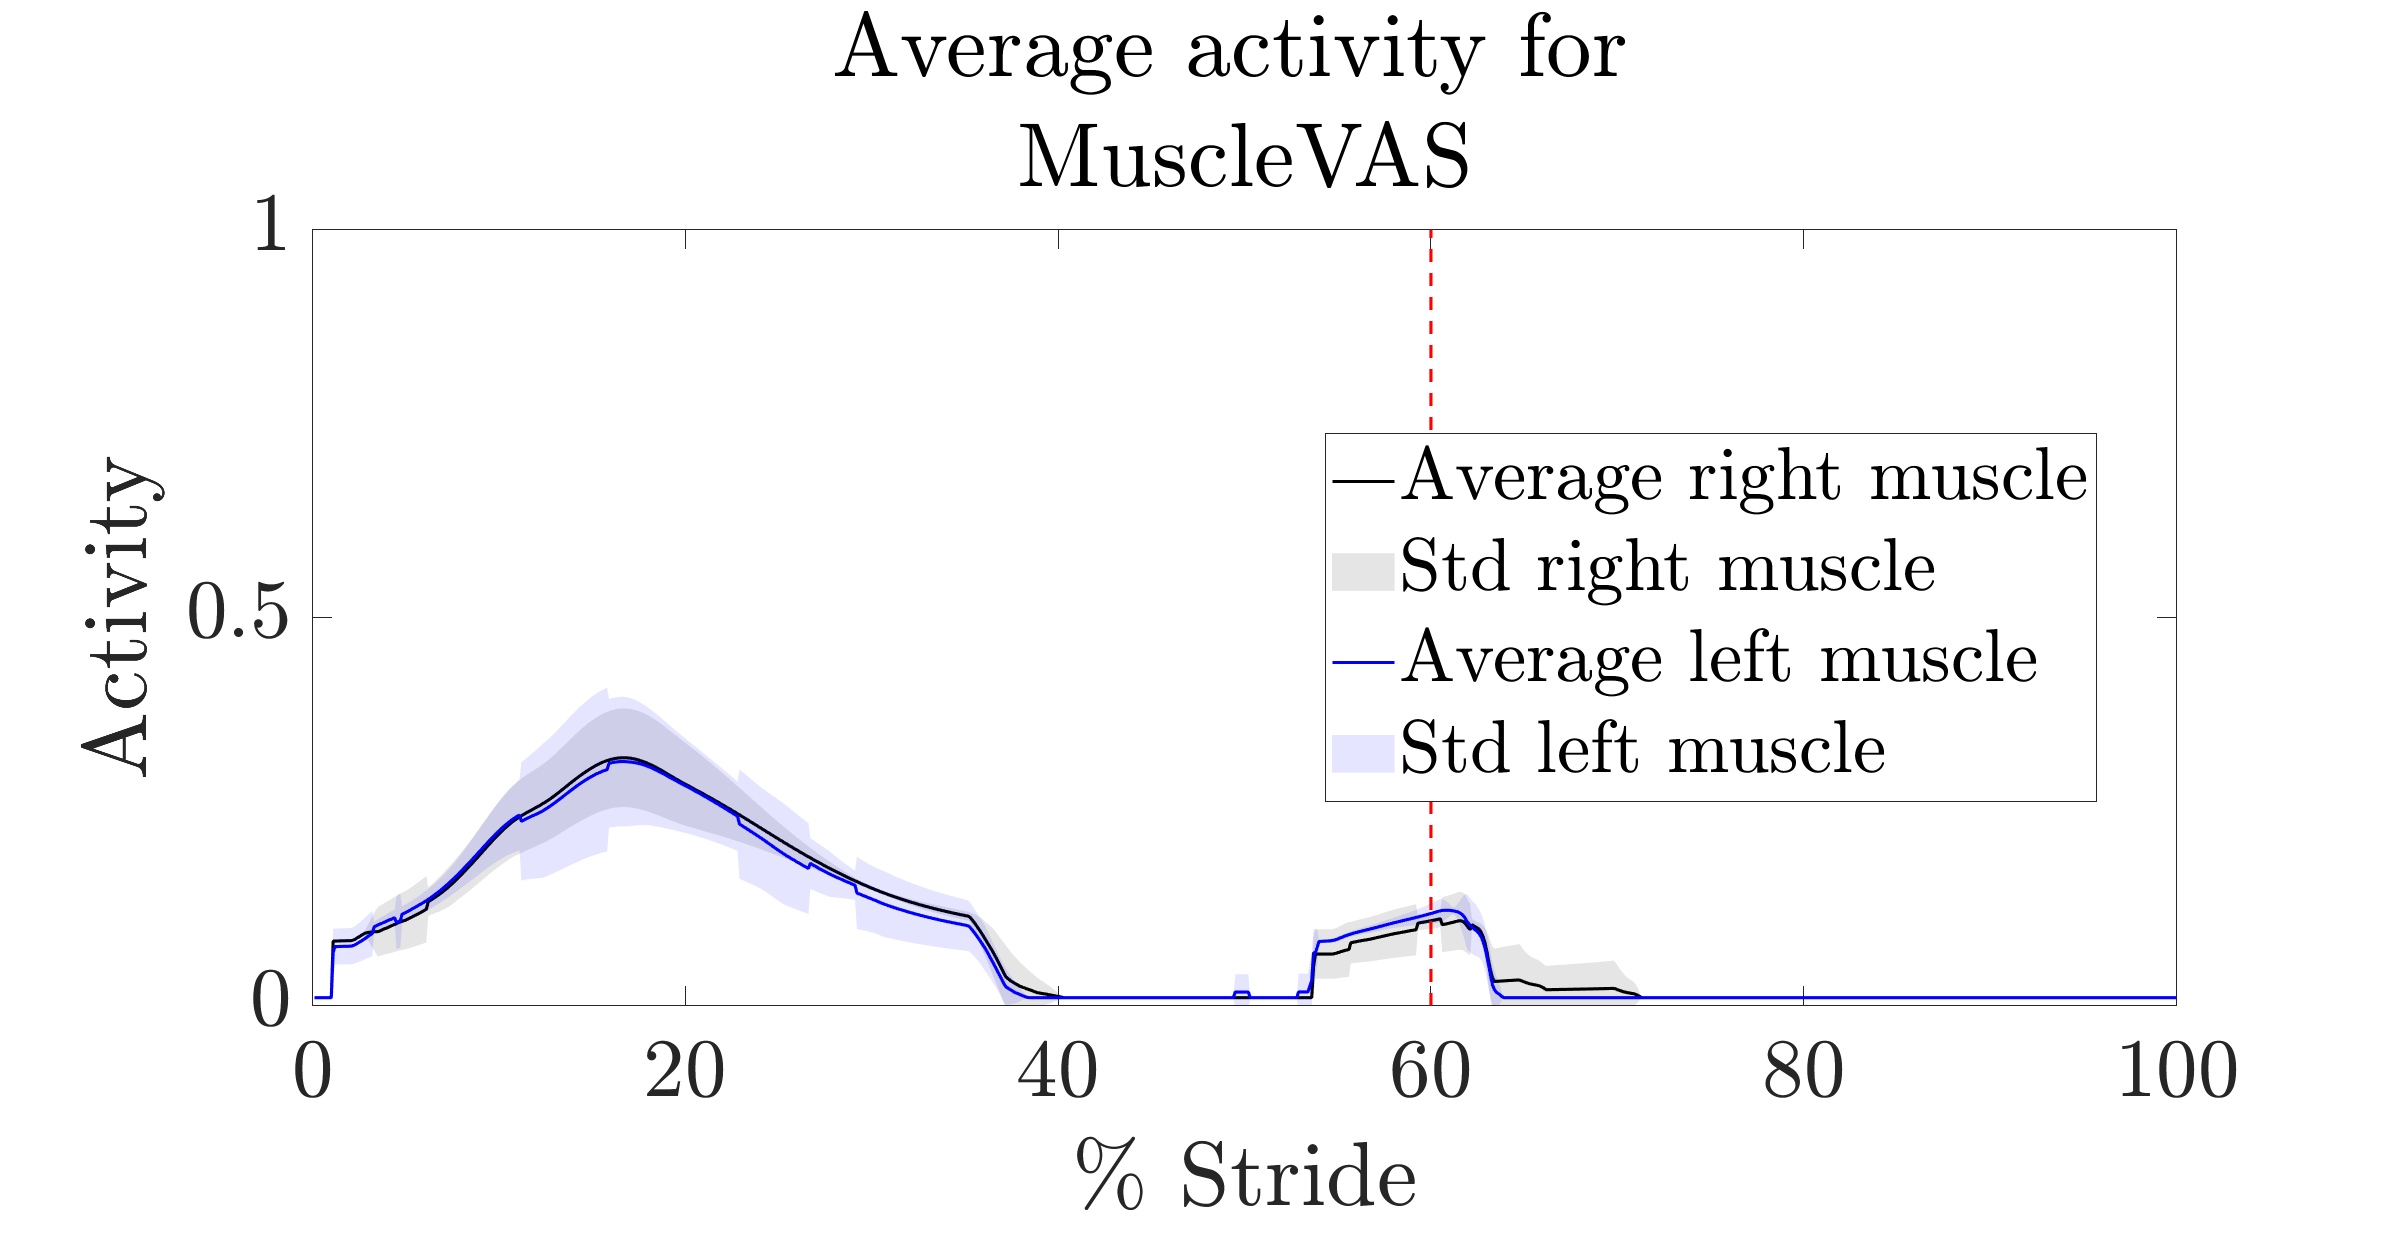 Average activity for
MuscleVAS
1
0.5
0
Activity
Average right muscle
Std right muscle
Average left muscle
Std left muscle
0 20 40 60 80 100
% Stride